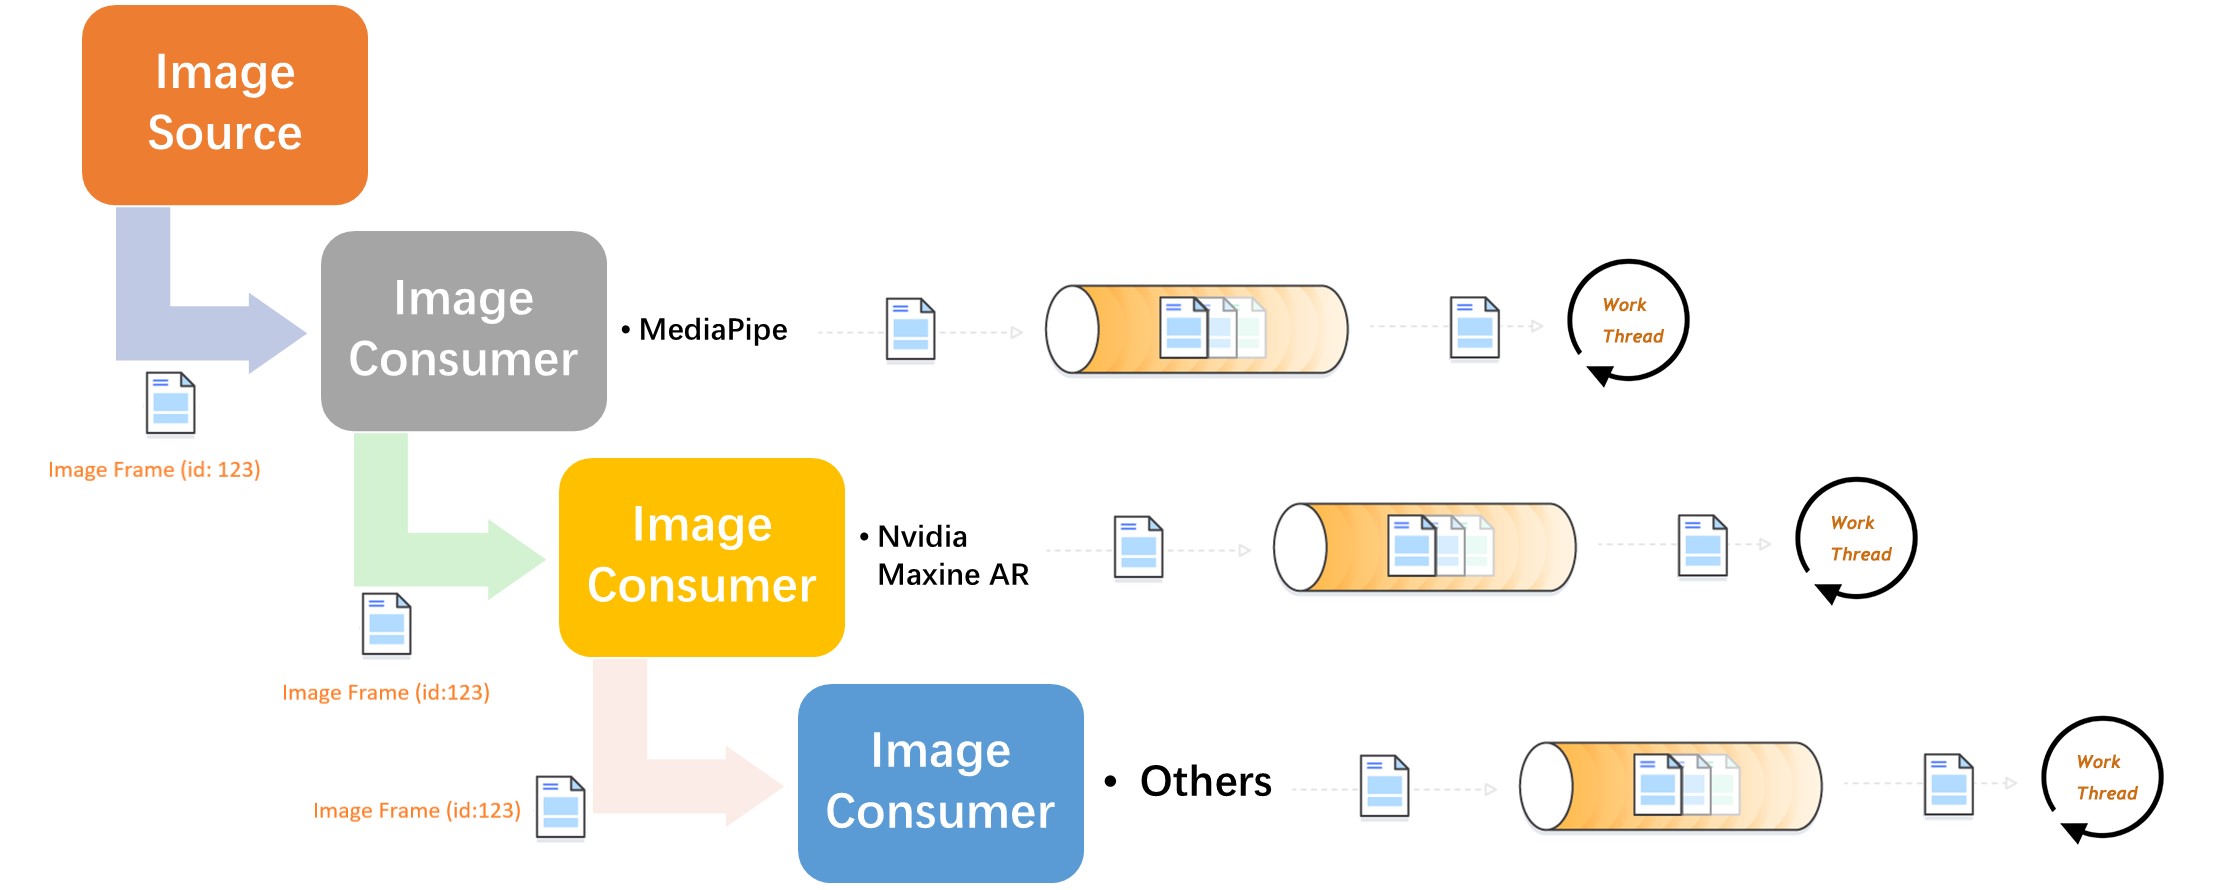 Image
Source
Image
Consumer
• MediaPipe
Work
Thread
Image Frame (id: 123)
Image
Consumer
• Nvidia
Maxine AR
Work
Thread
Image Frame (id:123)
Image
Consumer
• Others
Work
Thread
Image Frame (id:123)